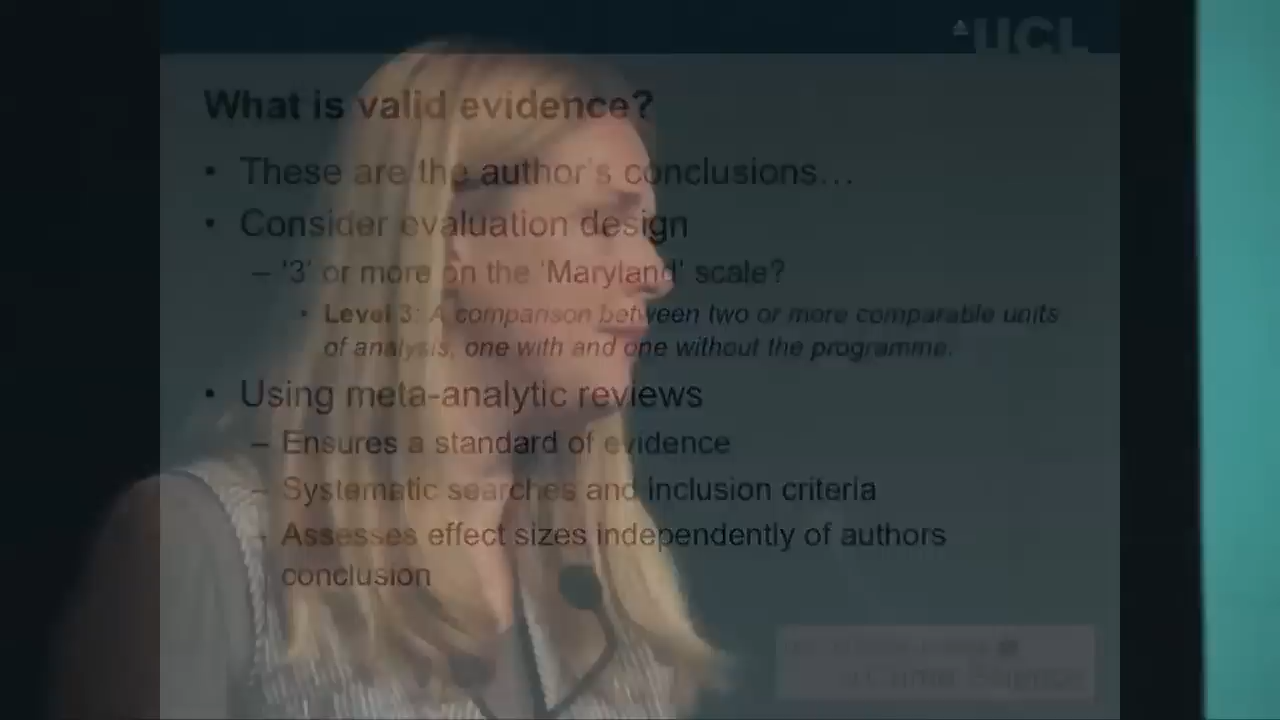 UCL
What is valid evidence?
• These are the author's conclusions…
• Consider evaluation design
– '3' or more on the 'Maryland' scale?
• Level 3: A comparison between two or more comparable units
of analysis, one with and one without the programme.
• Using meta-analytic reviews
– Ensures a standard of evidence
– Systematic searches and inclusion criteria
– Assesses effect sizes independently of authors
conclusion